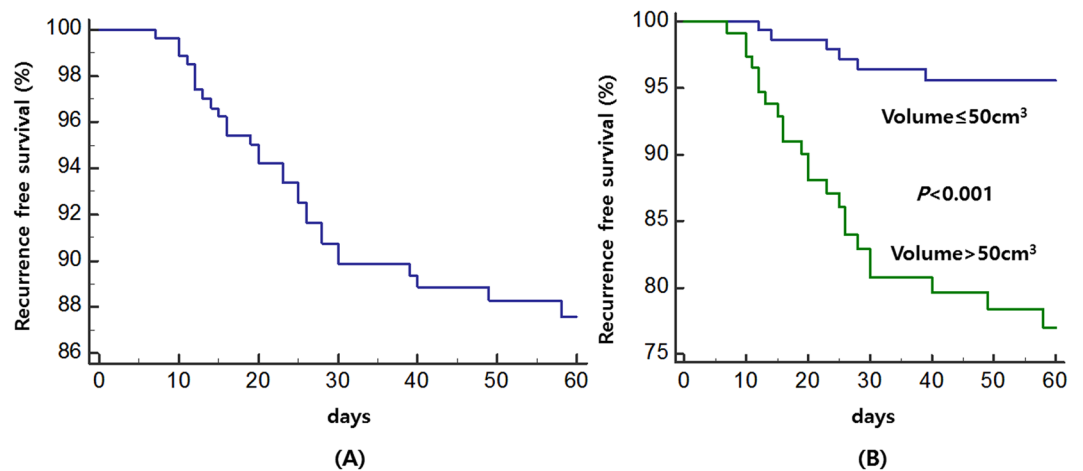 100
98
96
94
92
90
88
86
Recurrence free survival (%)
0 10 20 30 40 50 60
days
(A)
100
95
90
85
80
75
Recurrence free survival (%)
Volume≤50cm³
P<0.001
Volume>50cm³
0 10 20 30 40 50 60
days
(B)